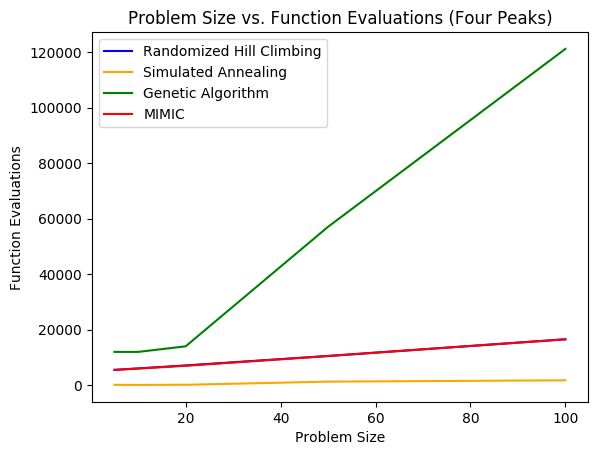 Problem Size vs. Function Evaluations (Four Peaks)
Randomized Hill Climbing
Simulated Annealing
Genetic Algorithm
MIMIC
120000
100000
80000
60000
40000
20000
0
Function Evaluations
20
40
60
80
100
Problem Size